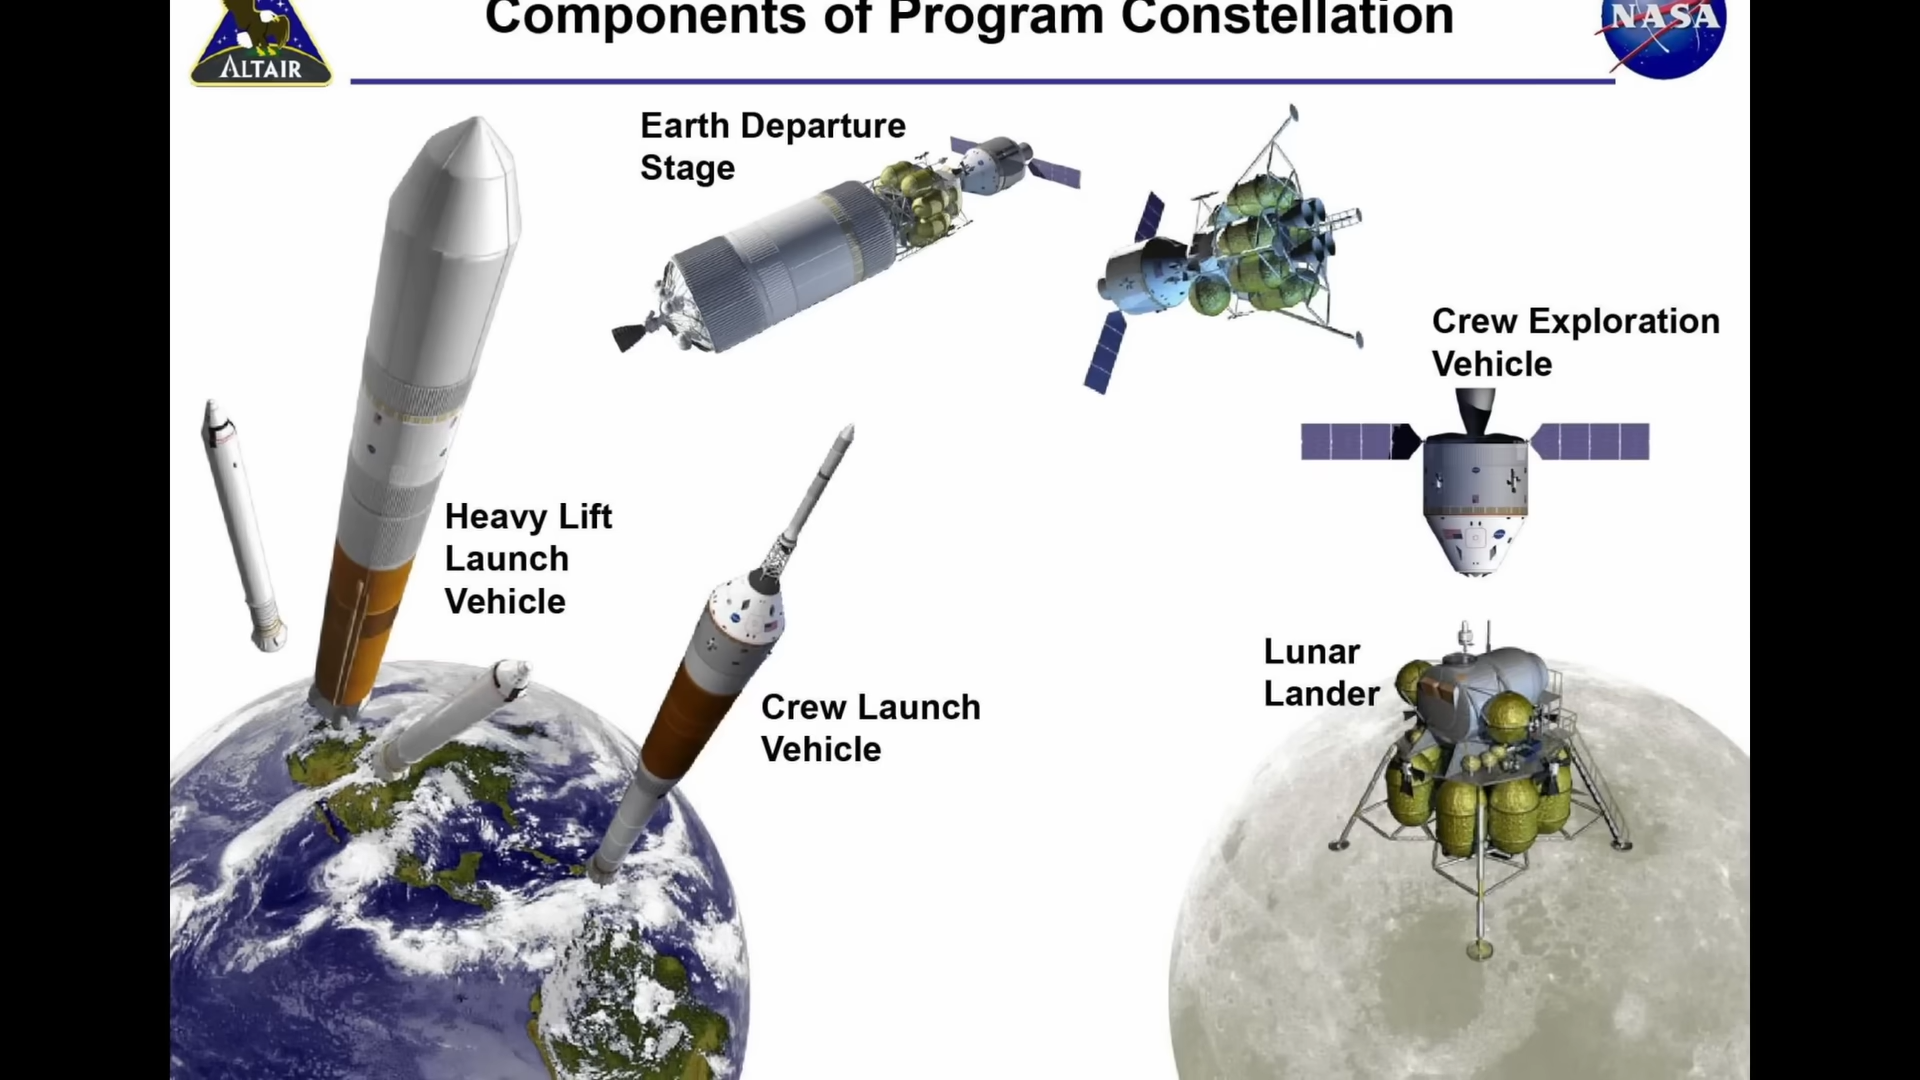 Components of Program Constellation
ALTAIR
NASA
Earth Departure
Stage
Crew Exploration
Vehicle
Heavy Lift
Launch
Vehicle
Lunar
Lander
Crew Launch
Vehicle